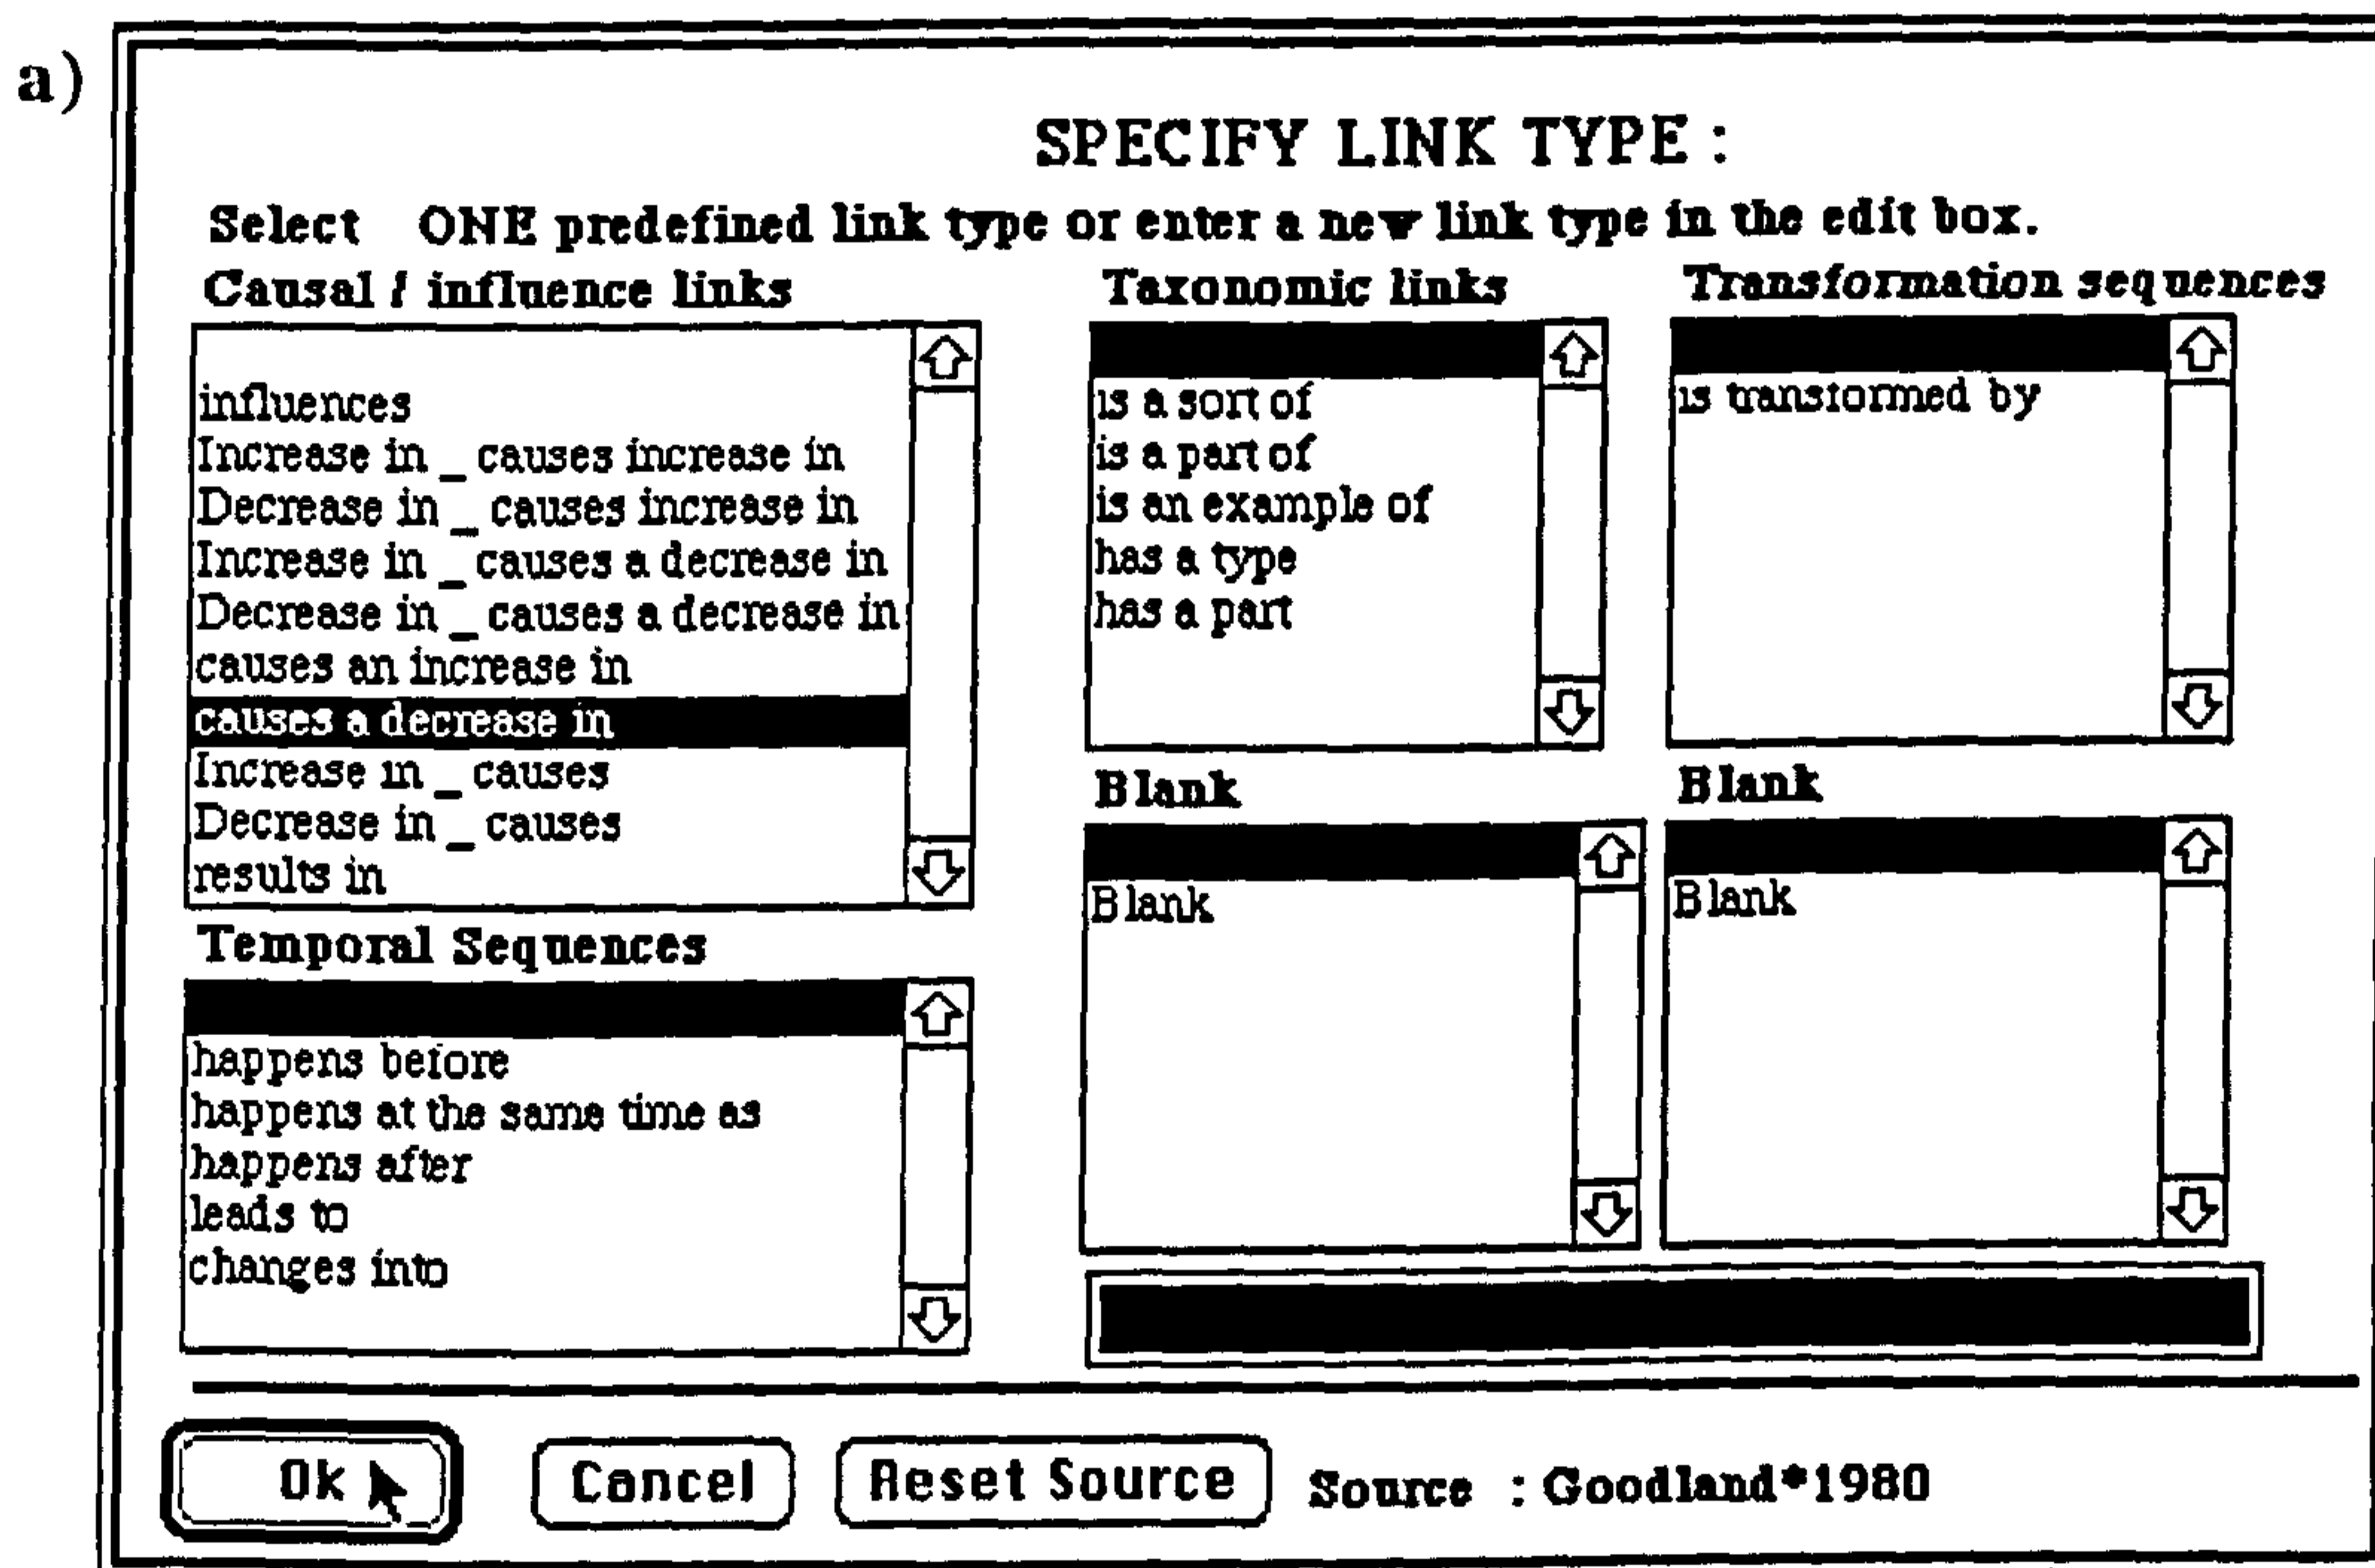 a)
SPECIFY LINK TYPE :
Select ONE predefined link type or enter a new link type in the edit box.
Causal / influence links
influences
Increase in _ causes increase in
Decrease in _ causes increase in
Increase in _ causes a decrease in
Decrease in _ causes a decrease in
causes an increase in
causes a decrease in
Increase in _ causes
Decrease in _ causes
results in
Temporal Sequences
happens before
happens at the same time as
happens after
leads to
changes into
Taxonomic links
is a sort of
is a part of
is an example of
has a type
has a part
Transformation sequences
is transformed by
Blank
Blank
Blank
Blank
Ok
Cancel
Reset Source
Source : Goodland*1980